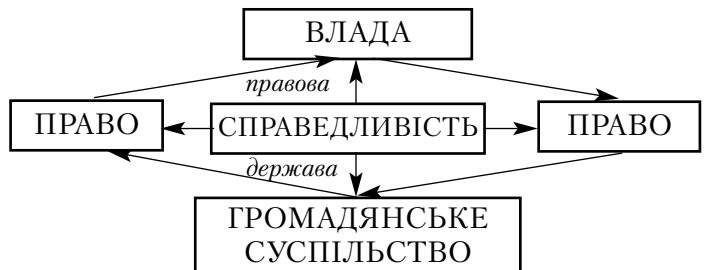 ВЛАДА
правова
ПРАВО
СПРАВЕДЛИВІСТЬ
ПРАВО
держава
ГРОМАДЯНСЬКЕ
СУСПІЛЬСТВО